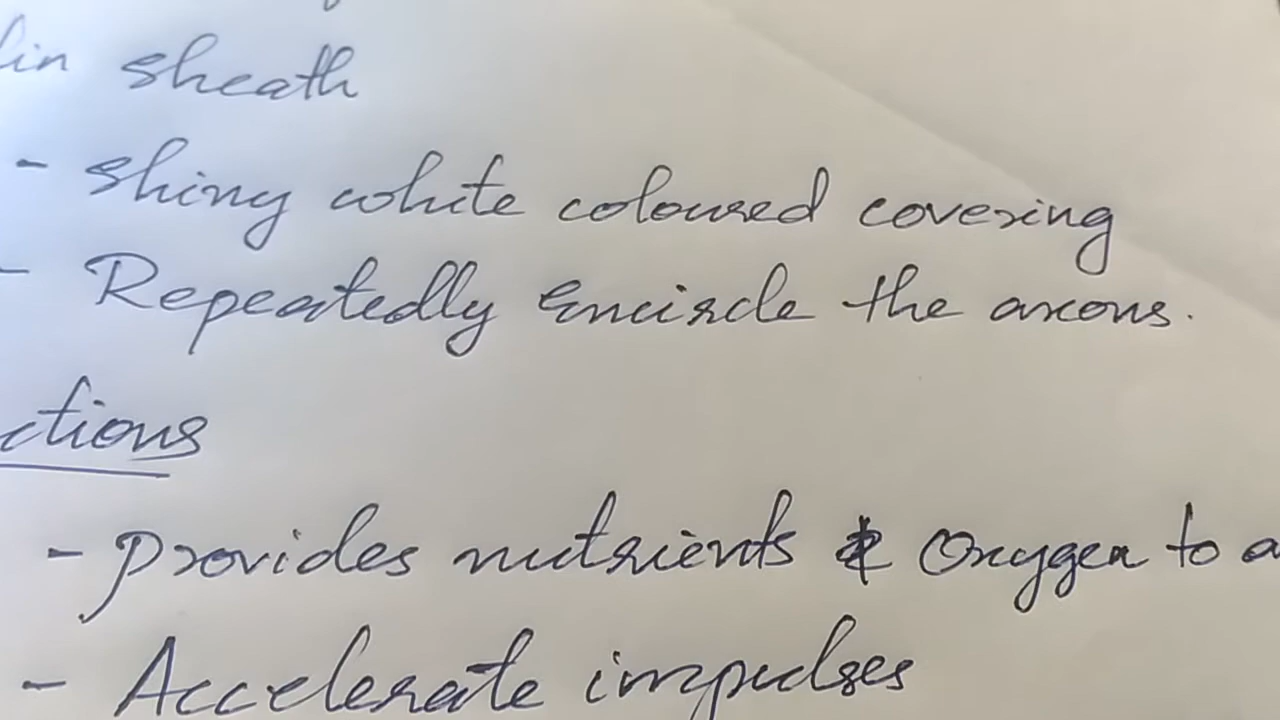 lin sheath
- Shiny white coloured covering
- Repeatedly Encircle the axons.
ctions
- Provides nutrients & Oxygen to a
- Accelerate impulses